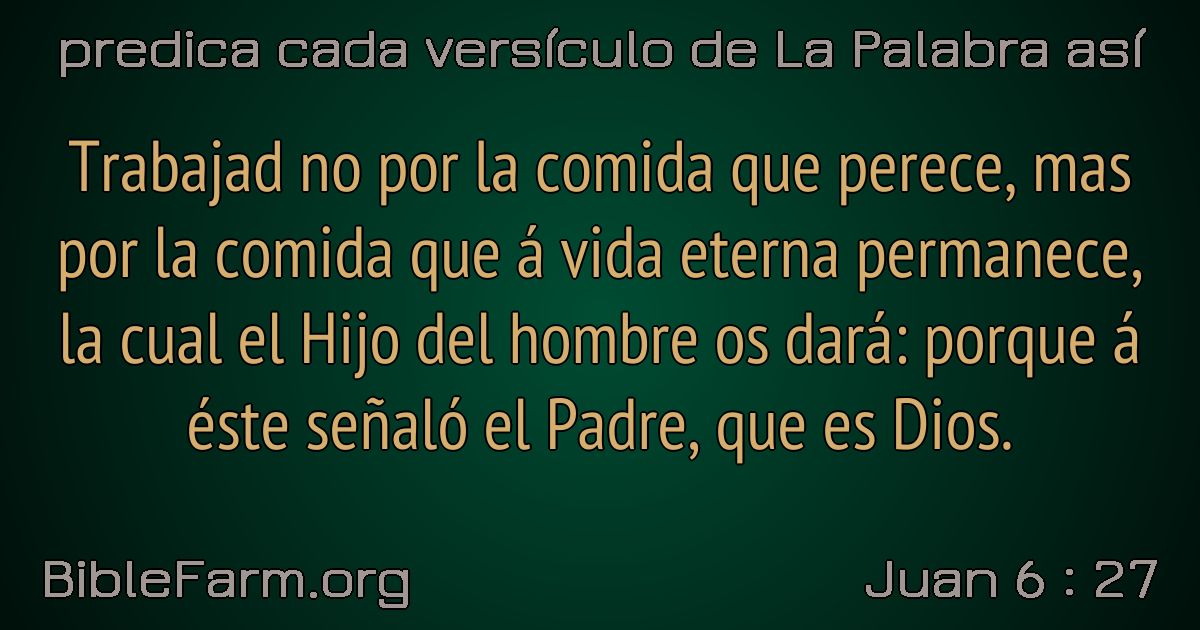 predica cada versículo de La Palabra así
Trabajad no por la comida que perece, mas
por la comida que á vida eterna permanece,
la cual el Hijo del hombre os dará: porque á
éste señaló el Padre, que es Dios.
BibleFarm.org
Juan 6 : 27